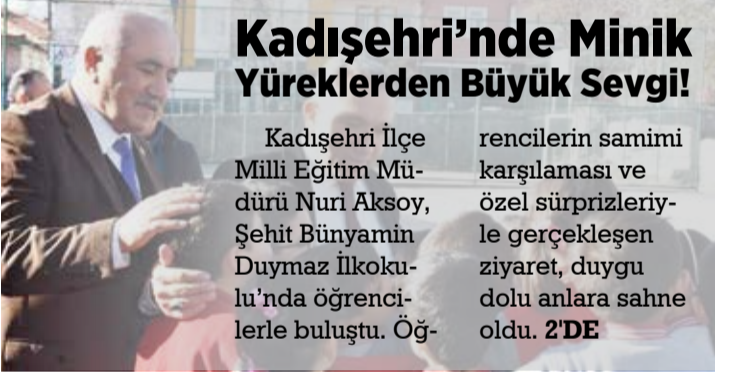 Kadışehri’nde Minik
Yüreklerden Büyük Sevgi!
Kadışehri İlçe
Milli Eğitim Mü-
dürü Nuri Aksoy,
Şehit Bünyamin
Duymaz İlkoku-
lu’nda öğrenci-
lerle buluştu. Öğ-
rencilerin samimi
karşılaması ve
özel sürprizleriy-
le gerçekleşen
ziyaret, duygu
dolu anlara sahne
oldu. 2'DE